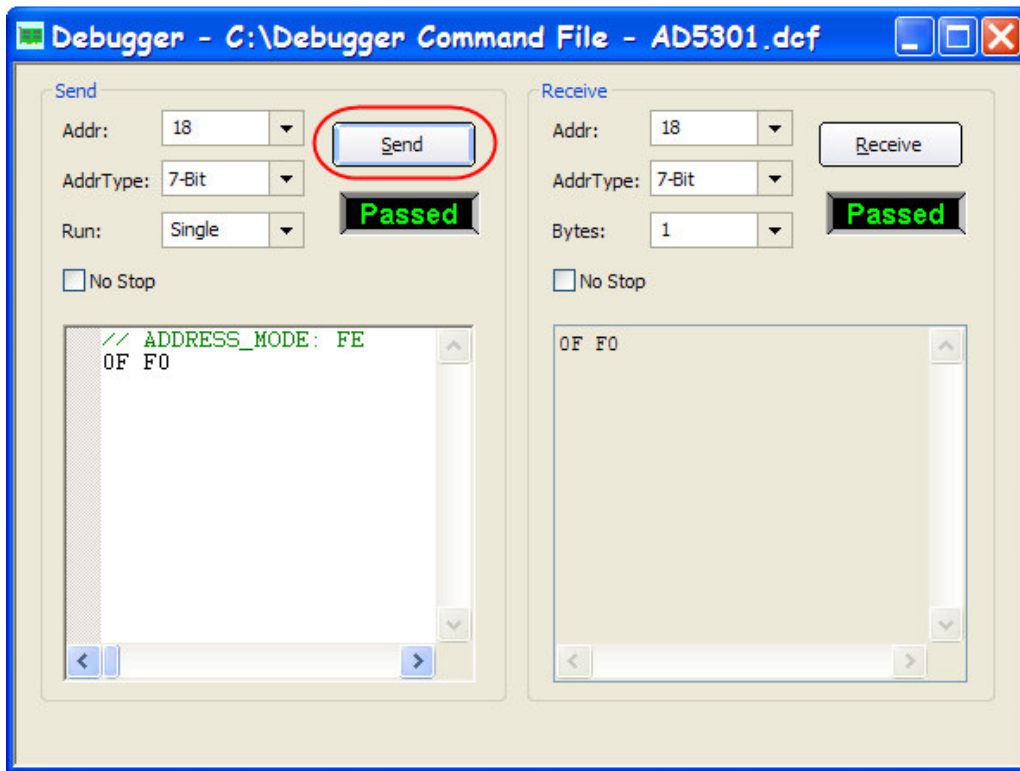 Debugger - C:\Debugger Command File - AD5301.dcf
Send
Addr: 18
Send
AddrType: 7-Bit
Passed
Run: Single
No Stop
// ADDRESS_MODE: FE
0F F0
Receive
Addr: 18
Receive
AddrType: 7-Bit
Passed
Bytes: 1
No Stop
0F F0